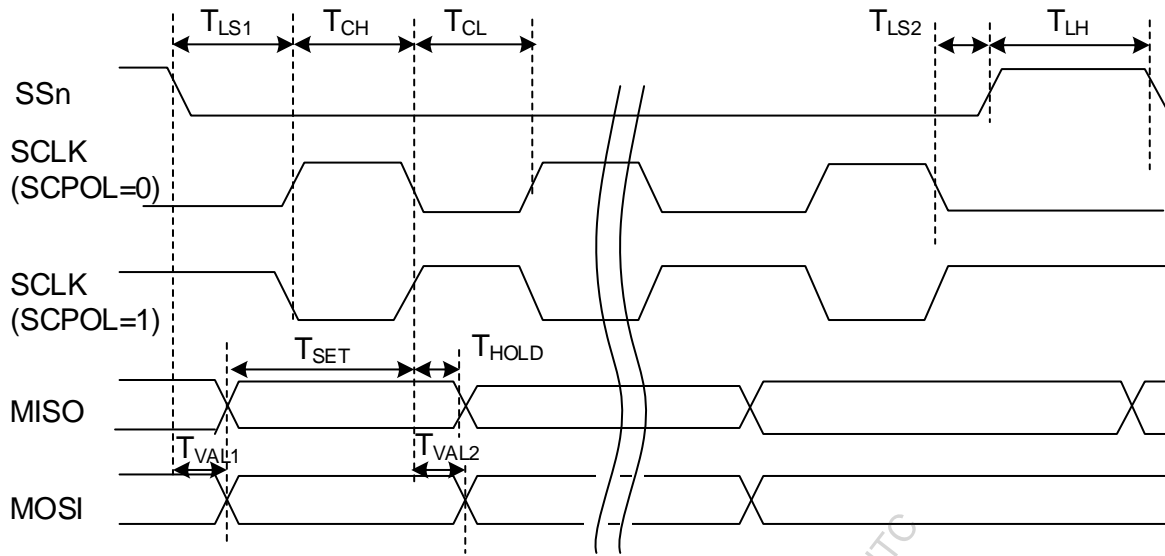 TLS1 TCH TCL TLS2 TLH
SSn
SCLK
(SCPOL=0)
SCLK
(SCPOL=1)
TSET THOLD
MISO
TVAL1 TVAL2
MOSI